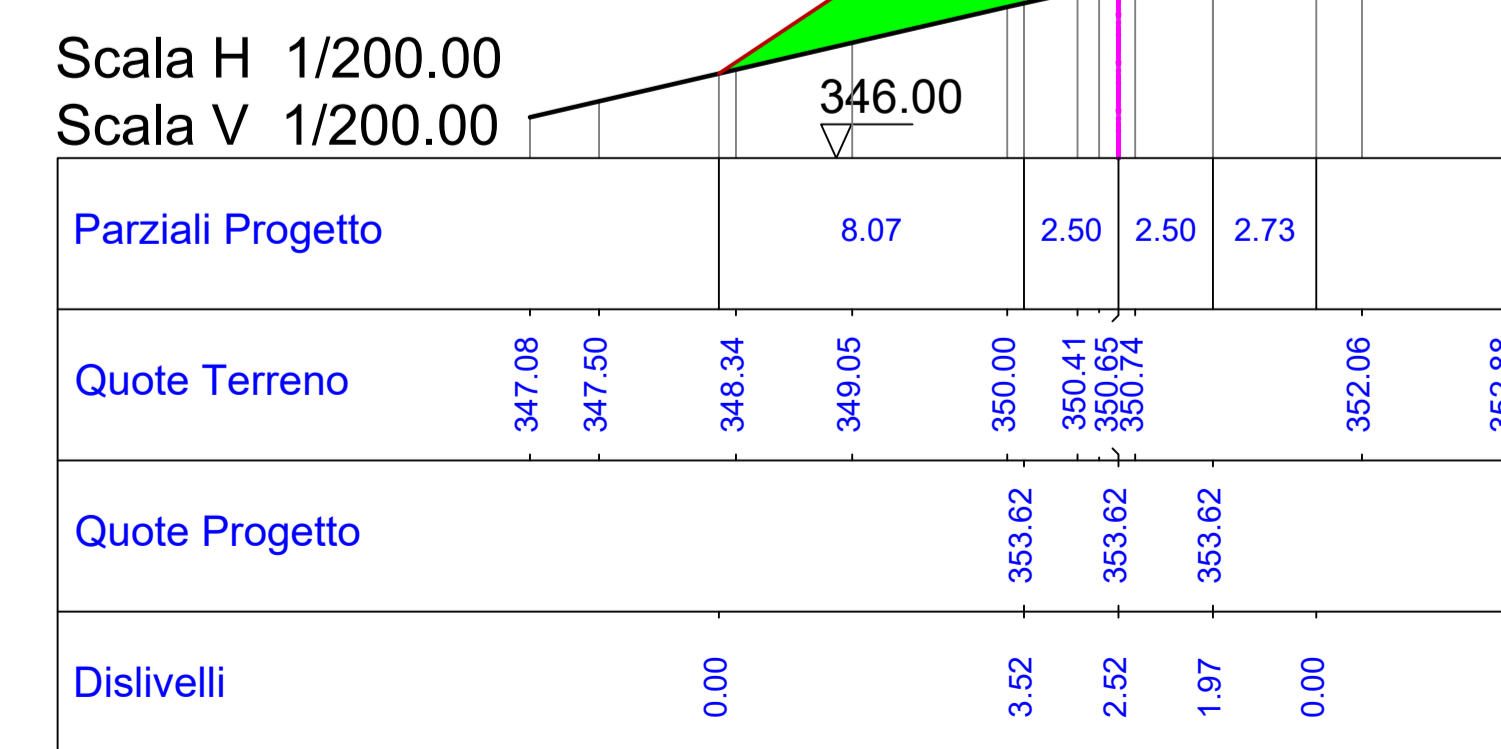 Scala H 1/200.00
Scala V 1/200.00
346.00
Parziali Progetto 8.07 2.50 2.50 2.73
Quote Terreno 347.08 347.50 348.34 349.05 350.00 350.41 350.65 350.74 352.06
Quote Progetto 353.62 353.62 353.62
Dislivelli 0.00 3.52 2.52 1.97 0.00